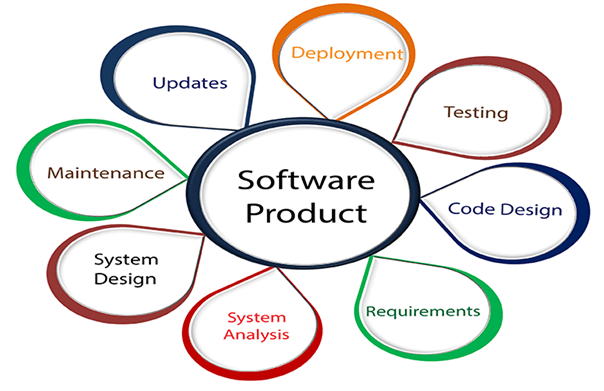 Deployment
Updates
Testing
Maintenance
Software
Product
Code Design
System
Design
Requirements
System
Analysis